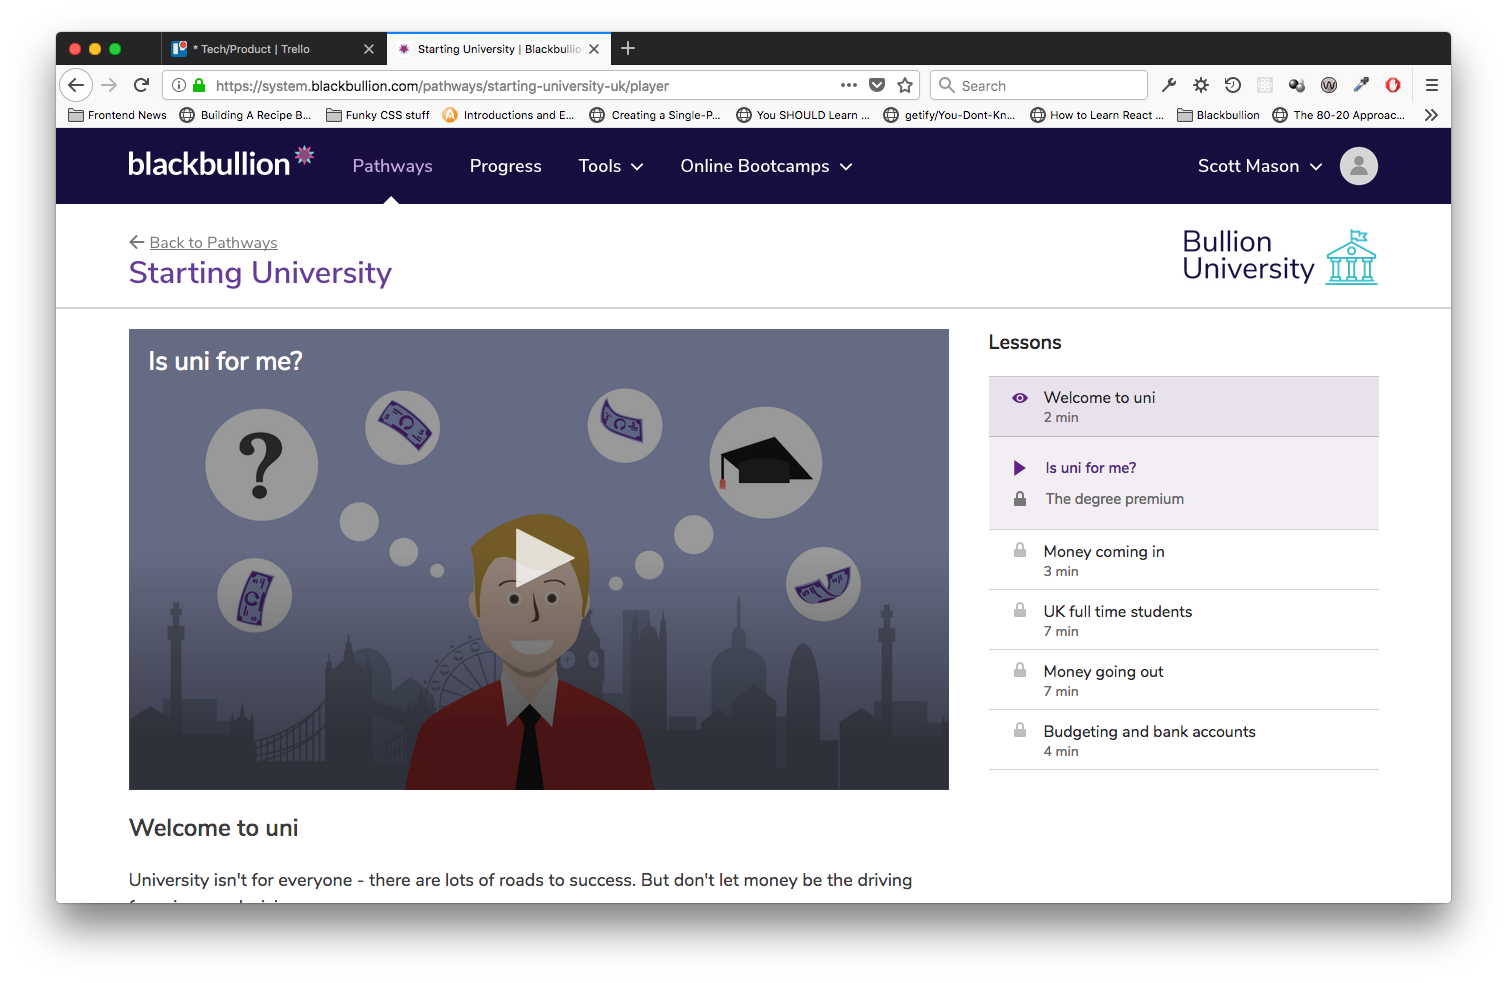 * Tech/Product | Trello
Starting University | Blackbullio
https://system.blackbullion.com/pathways/starting-university-uk/player
Search
Frontend News
Building A Recipe B...
Funky CSS stuff
Introductions and E...
Creating a Single-P...
You SHOULD Learn ...
getify/You-Dont-Kn...
How to Learn React ...
Blackbullion
The 80-20 Approac...
blackbullion
Pathways
Progress
Tools
Online Bootcamps
Scott Mason
Back to Pathways
Starting University
Bullion
University
Is uni for me?
?
Lessons
Welcome to uni
2 min
Is uni for me?
The degree premium
Money coming in
3 min
UK full time students
7 min
Money going out
7 min
Budgeting and bank accounts
4 min
Welcome to uni
University isn't for everyone - there are lots of roads to success. But don't let money be the driving